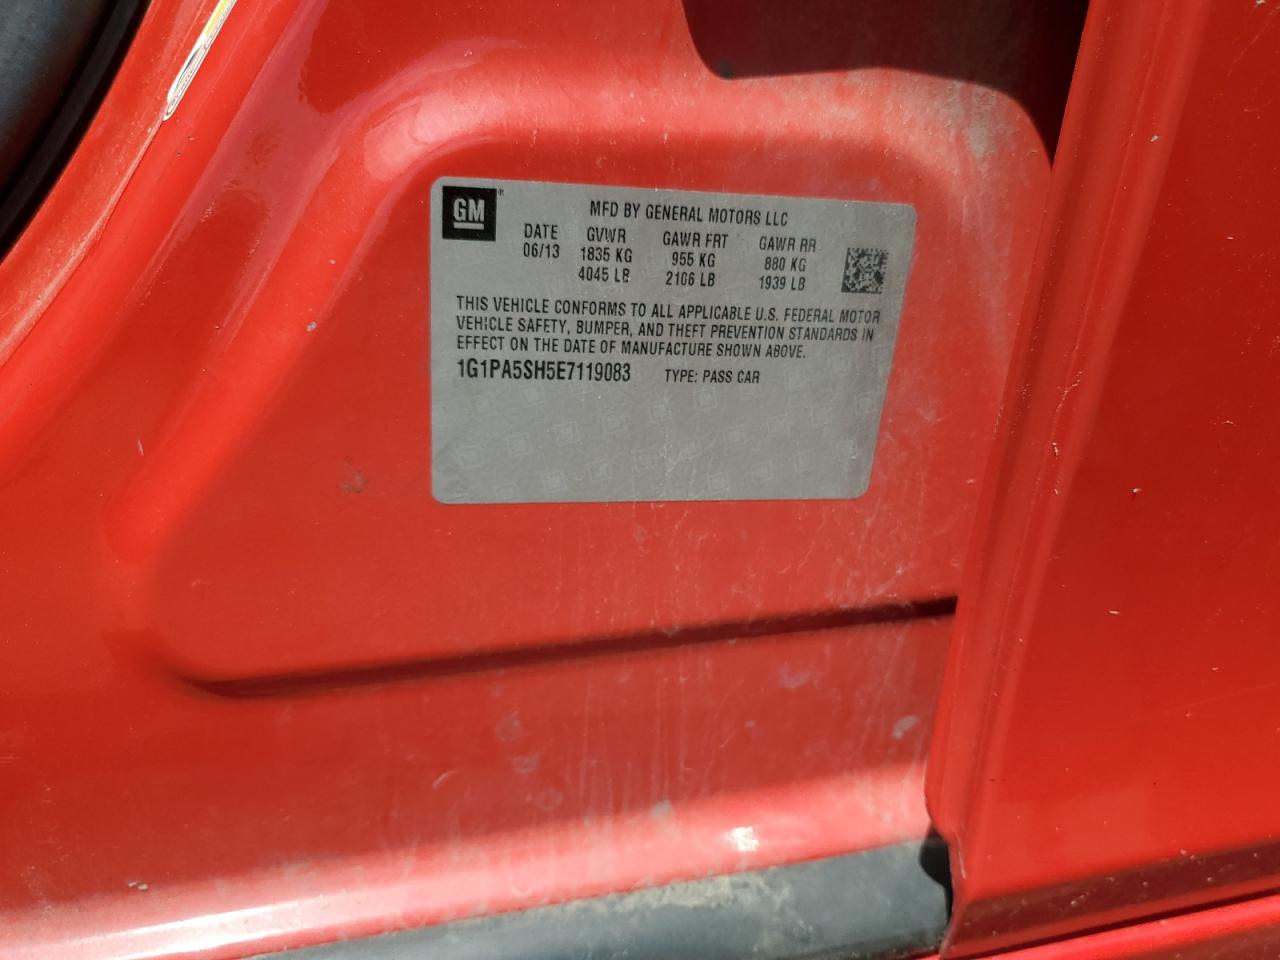 GM
MFD BY GENERAL MOTORS LLC
DATE GVWR GAWR FRT GAWR RR
06/13 1835 KG 955 KG 880 KG
4045 LB 2106 LB 1939 LB
THIS VEHICLE CONFORMS TO ALL APPLICABLE U.S. FEDERAL MOTOR
VEHICLE SAFETY, BUMPER, AND THEFT PREVENTION STANDARDS IN
EFFECT ON THE DATE OF MANUFACTURE SHOWN ABOVE.
1G1PA5SH5E7119083 TYPE: PASS CAR